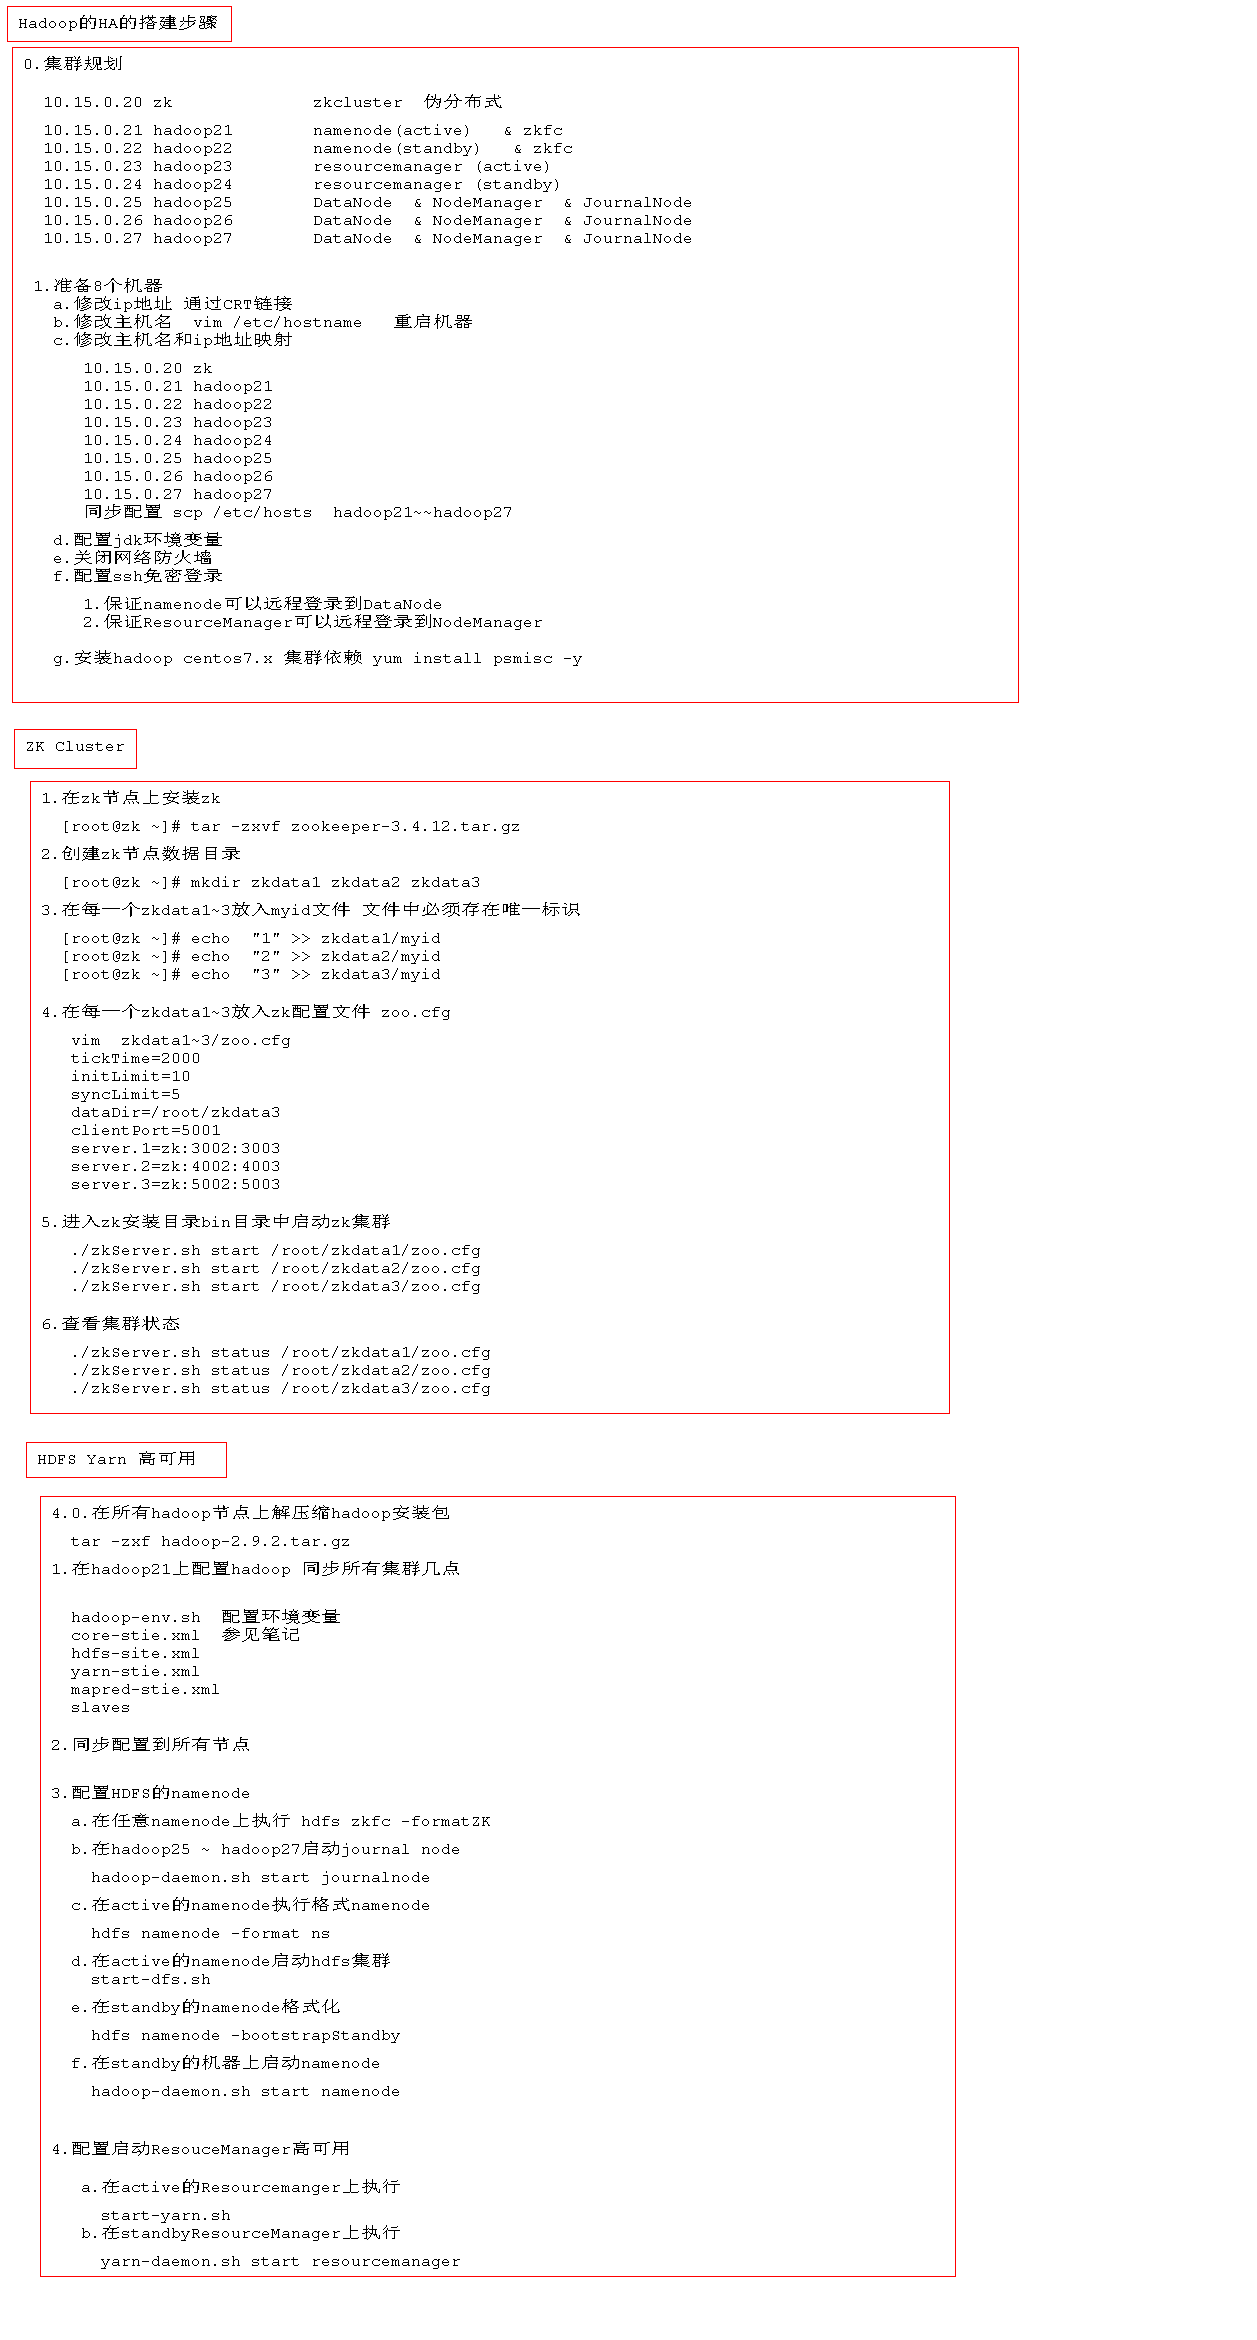 Hadoop的HA的搭建步骤
0.集群规划
10.15.0.20 zk zkcluster 伪分布式
10.15.0.21 hadoop21 namenode(active) & zkfc
10.15.0.22 hadoop22 namenode(standby) & zkfc
10.15.0.23 hadoop23 resourcemanager (active)
10.15.0.24 hadoop24 resourcemanager (standby)
10.15.0.25 hadoop25 DataNode & NodeManager & JournalNode
10.15.0.26 hadoop26 DataNode & NodeManager & JournalNode
10.15.0.27 hadoop27 DataNode & NodeManager & JournalNode
1.准备8个机器
a.修改ip地址 通过CRT链接
b.修改主机名 vim /etc/hostname 重启机器
c.修改主机名和ip地址映射
10.15.0.20 zk
10.15.0.21 hadoop21
10.15.0.22 hadoop22
10.15.0.23 hadoop23
10.15.0.24 hadoop24
10.15.0.25 hadoop25
10.15.0.26 hadoop26
10.15.0.27 hadoop27
同步配置 scp /etc/hosts hadoop21~~hadoop27
d.配置jdk环境变量
e.关闭网络防火墙
f.配置ssh免密登录
1.保证namenode可以远程登录到DataNode
2.保证ResourceManager可以远程登录到NodeManager
g.安装hadoop centos7.x 集群依赖 yum install psmisc -y
ZK Cluster
1.在zk节点上安装zk
[root@zk ~]# tar -zxvf zookeeper-3.4.12.tar.gz
2.创建zk节点数据目录
[root@zk ~]# mkdir zkdata1 zkdata2 zkdata3
3.在每一个zkdata1~3放入myid文件 文件中必须存在唯一标识
[root@zk ~]# echo "1" >> zkdata1/myid
[root@zk ~]# echo "2" >> zkdata2/myid
[root@zk ~]# echo "3" >> zkdata3/myid
4.在每一个zkdata1~3放入zk配置文件 zoo.cfg
vim zkdata1~3/zoo.cfg
tickTime=2000
initLimit=10
syncLimit=5
dataDir=/root/zkdata3
clientPort=5001
server.1=zk:3002:3003
server.2=zk:4002:4003
server.3=zk:5002:5003
5.进入zk安装目录bin目录中启动zk集群
./zkServer.sh start /root/zkdata1/zoo.cfg
./zkServer.sh start /root/zkdata2/zoo.cfg
./zkServer.sh start /root/zkdata3/zoo.cfg
6.查看集群状态
./zkServer.sh status /root/zkdata1/zoo.cfg
./zkServer.sh status /root/zkdata2/zoo.cfg
./zkServer.sh status /root/zkdata3/zoo.cfg
HDFS Yarn 高可用
4.0.在所有hadoop节点上解压缩hadoop安装包
tar -zxf hadoop-2.9.2.tar.gz
1.在hadoop21上配置hadoop 同步所有集群几点
hadoop-env.sh 配置环境变量
core-stie.xml 参见笔记
hdfs-site.xml
yarn-stie.xml
mapred-stie.xml
slaves
2.同步配置到所有节点
3.配置HDFS的namenode
a.在任意namenode上执行 hdfs zkfc -formatZK
b.在hadoop25 ~ hadoop27启动journal node
hadoop-daemon.sh start journalnode
c.在active的namenode执行格式namenode
hdfs namenode -format ns
d.在active的namenode启动hdfs集群
start-dfs.sh
e.在standby的namenode格式化
hdfs namenode -bootstrapStandby
f.在standby的机器上启动namenode
hadoop-daemon.sh start namenode
4.配置启动ResouceManager高可用
a.在active的Resourcemanger上执行
start-yarn.sh
b.在standbyResourceManager上执行
yarn-daemon.sh start resourcemanager